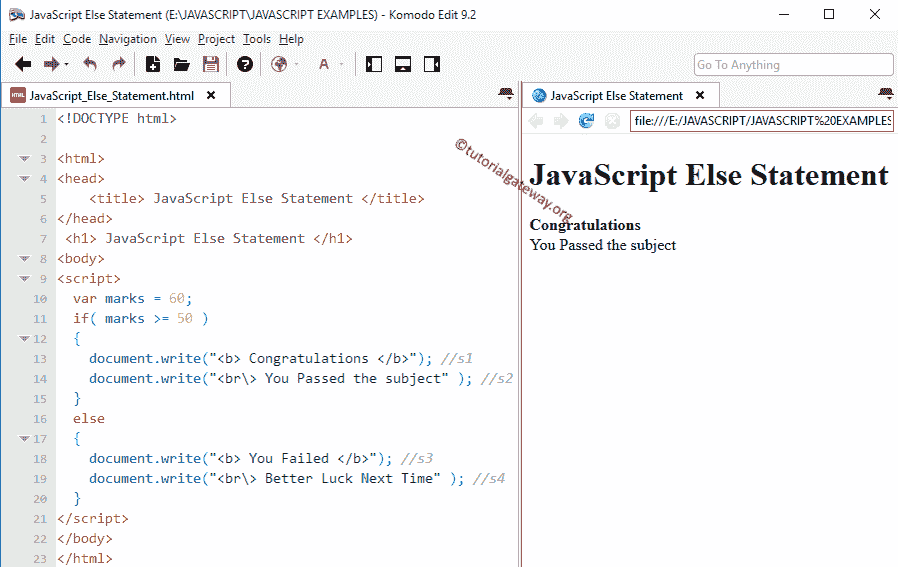 JavaScript Else Statement (E:\JAVASCRIPT\JAVASCRIPT EXAMPLES) - Komodo Edit 9.2
File Edit Code Navigation View Project Tools Help
Go To Anything
JavaScript_Else_Statement.html
1 <!DOCTYPE html>
2
3 <html>
4 <head>
5 <title> JavaScript Else Statement </title>
6 </head>
7 <h1> JavaScript Else Statement </h1>
8 <body>
9 <script>
10 var marks = 60;
11 if( marks >= 50 )
12 {
13 document.write("<b> Congratulations </b>"); //s1
14 document.write("<br\> You Passed the subject" ); //s2
15 }
16 else
17 {
18 document.write("<b> You Failed </b>"); //s3
19 document.write("<br\> Better Luck Next Time" ); //s4
20 }
21 </script>
22 </body>
23 </html>
JavaScript Else Statement
file:///E:/JAVASCRIPT/JAVASCRIPT%20EXAMPLES
©tutorialgateway.org
JavaScript Else Statement
Congratulations
You Passed the subject